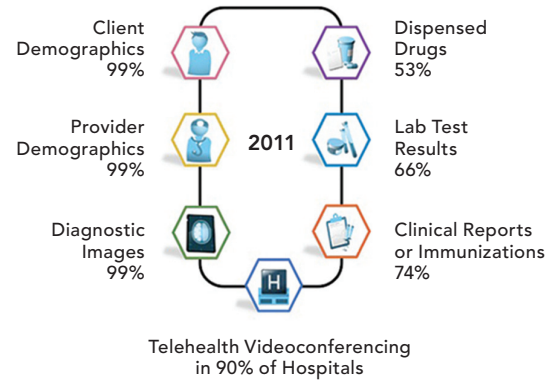 Client
Demographics
99%
Dispensed
Drugs
53%
Provider
Demographics
99%
2011
Lab Test
Results
66%
Diagnostic
Images
99%
Clinical Reports
or Immunizations
74%
H
Telehealth Videoconferencing
in 90% of Hospitals